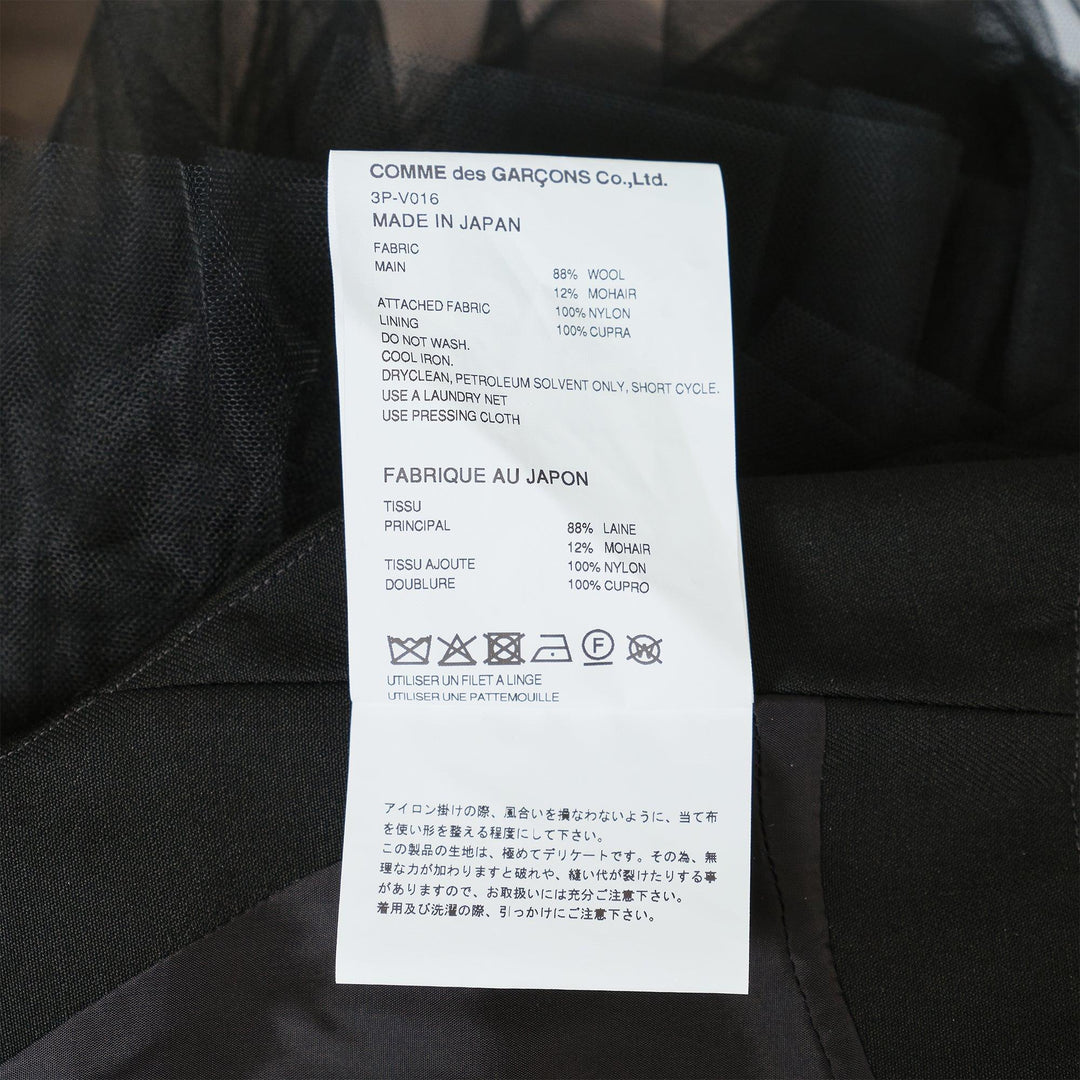 COMME des GARÇONS Co.,Ltd.
3P-V016
MADE IN JAPAN
FABRIC
MAIN 88% WOOL
12% MOHAIR
ATTACHED FABRIC 100% NYLON
LINING 100% CUPRA
DO NOT WASH.
COOL IRON.
DRYCLEAN, PETROLEUM SOLVENT ONLY, SHORT CYCLE.
USE A LAUNDRY NET
USE PRESSING CLOTH
FABRIQUE AU JAPON
TISSU
PRINCIPAL 88% LAINE
12% MOHAIR
TISSU AJOUTE 100% NYLON
DOUBLURE 100% CUPRO
F W
UTILISER UN FILET A LINGE
UTILISER UNE PATTEMOUILLE
アイロン掛けの際、風合いを損なわないように、当て布
を使い形を整える程度にして下さい。
この製品の生地は、極めてデリケートです。その為、無
理な力が加わりますと破れや、縫い代が裂けたりする事
がありますので、お取扱いには充分ご注意下さい。
着用及び洗濯の際、引っかけにご注意下さい。